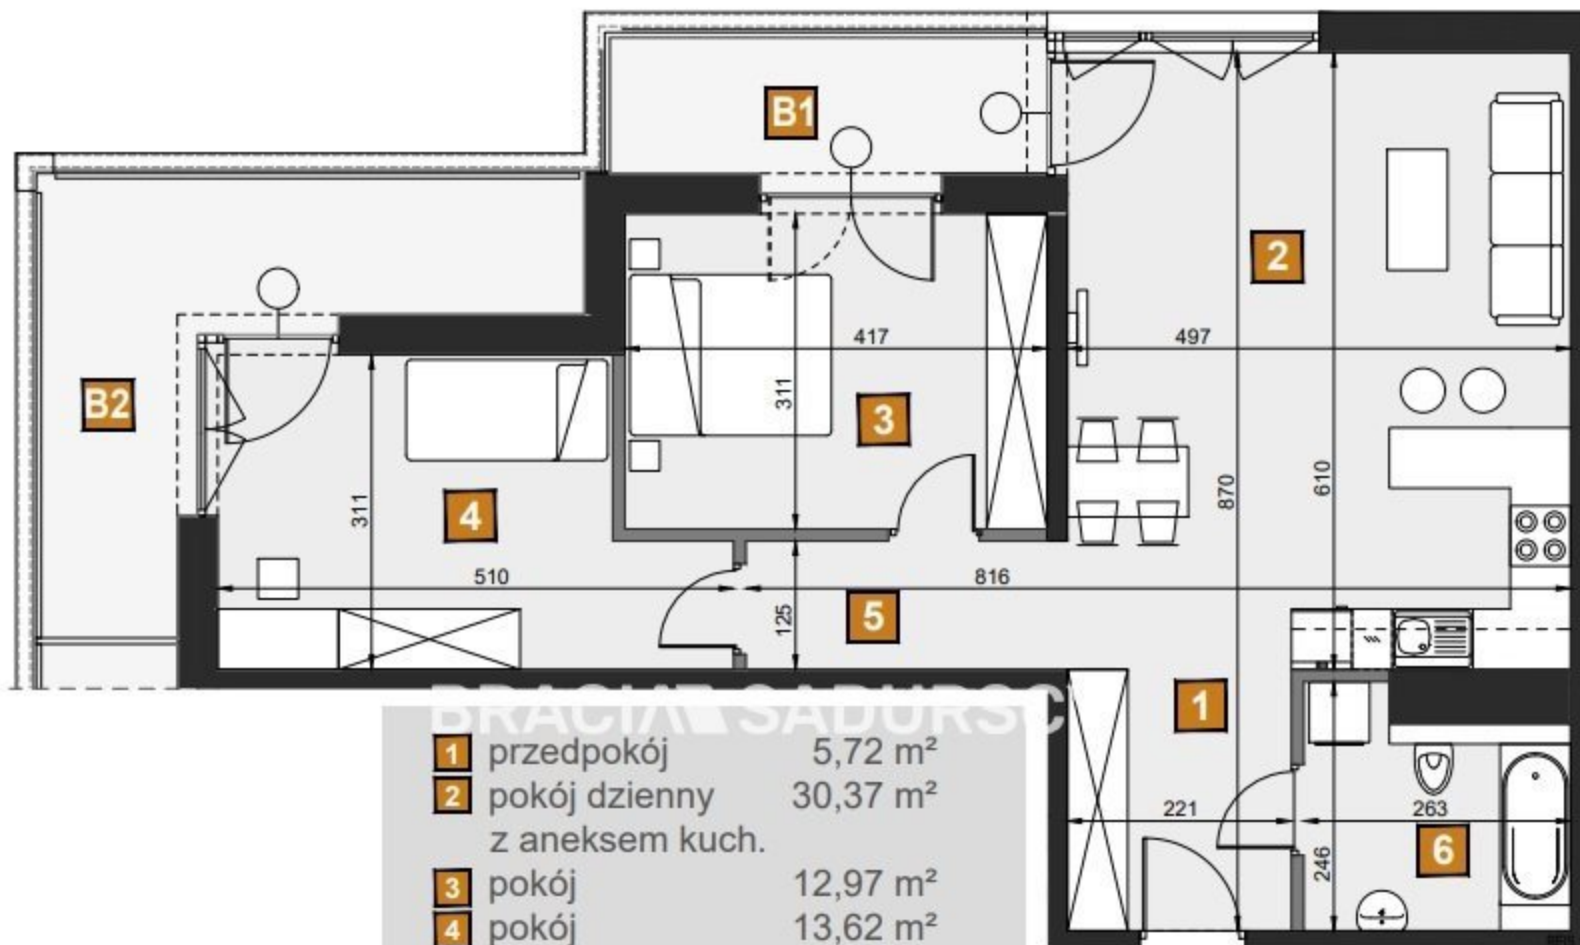 B1
2
417
497
B2
311
3
4
311
870
610
510
816
5
125
BRACIA SADURSC
1
1 przedpokój 5,72 m²
2 pokój dzienny 30,37 m²
z aneksem kuch.
221
263
246
6
3 pokój 12,97 m²
4 pokój 13,62 m²